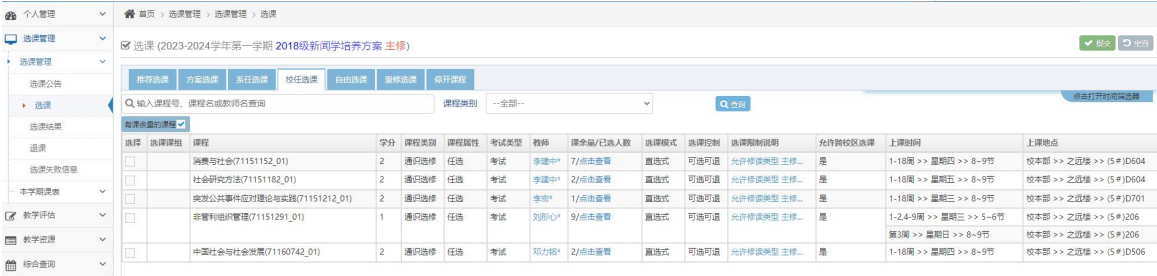 个人管理
首页 > 选课管理 > 选课管理 > 选课
选课管理
选课 (2023-2024学年第一学期 2018级新闻学培养方案 主修)
提交
选课管理
选课公告
选课
选课结果
退课
选课失败信息
本学期课表
教学评估
教学资源
综合查询
推荐选课 方案选课 系任选课 校任选课 自由选课 重修选课 停开课程
输入课程号、课程名或教师名查询 课程类别 --全部-- 查询
点击打开时间筛选器
有课余量的课程
选择 选课课组 课程 学分 课程类别 课程属性 考试类型 教师 课余量/已选人数 选课模式 选课控制 选课限制说明 允许跨校区选课 上课时间 上课地点
消费与社会(71151152_01) 2 通识选修 任选 考试 李建中* 7/点击查看 直选式 可选可退 允许修读类型 主修... 是 1-18周 >> 星期四 >> 8~9节 校本部 >> 之远楼 >> (5#)D604
社会研究方法(71151182_01) 2 通识选修 任选 考试 李建中* 2/点击查看 直选式 可选可退 允许修读类型 主修... 是 1-18周 >> 星期五 >> 8~9节 校本部 >> 之远楼 >> (5#)D604
突发公共事件应对理论与实践(71151212_01) 2 通识选修 任选 考试 李宏* 1/点击查看 直选式 可选可退 允许修读类型 主修... 是 1-18周 >> 星期五 >> 8~9节 校本部 >> 之远楼 >> (5#)D701
非营利组织管理(71151291_01) 1 通识选修 任选 考试 刘彤心* 9/点击查看 直选式 可选可退 允许修读类型 主修... 是 1-2,4-9周 >> 星期三 >> 5~6节 校本部 >> 之远楼 >> (5#)206
第3周 >> 星期日 >> 8~9节 校本部 >> 之远楼 >> (5#)206
中国社会与社会发展(71160742_01) 2 通识选修 任选 考试 邓力铭* 2/点击查看 直选式 可选可退 允许修读类型 主修... 是 1-18周 >> 星期四 >> 8~9节 校本部 >> 之远楼 >> (5#)D506